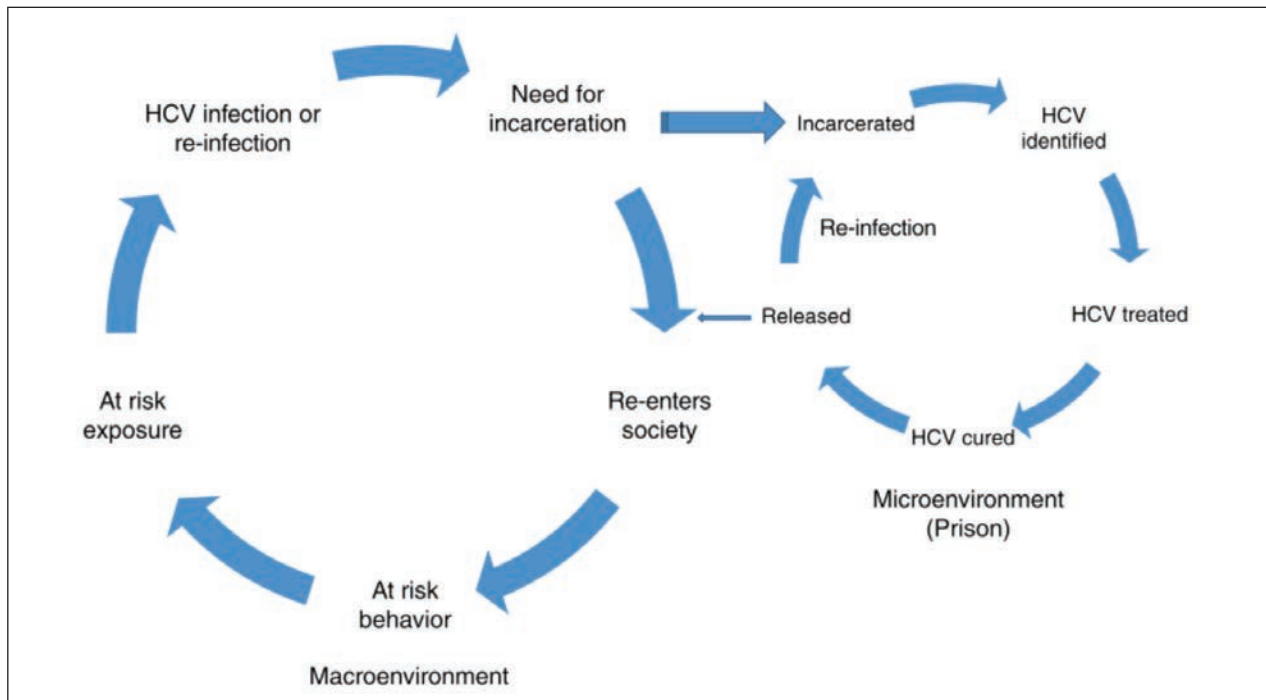 HCV infection or
re-infection
Need for
incarceration
Incarcerated
HCV
identified
Re-infection
Released
HCV treated
At risk
exposure
Re-enters
society
HCV cured
Microenvironment
(Prison)
At risk
behavior
Macroenvironment